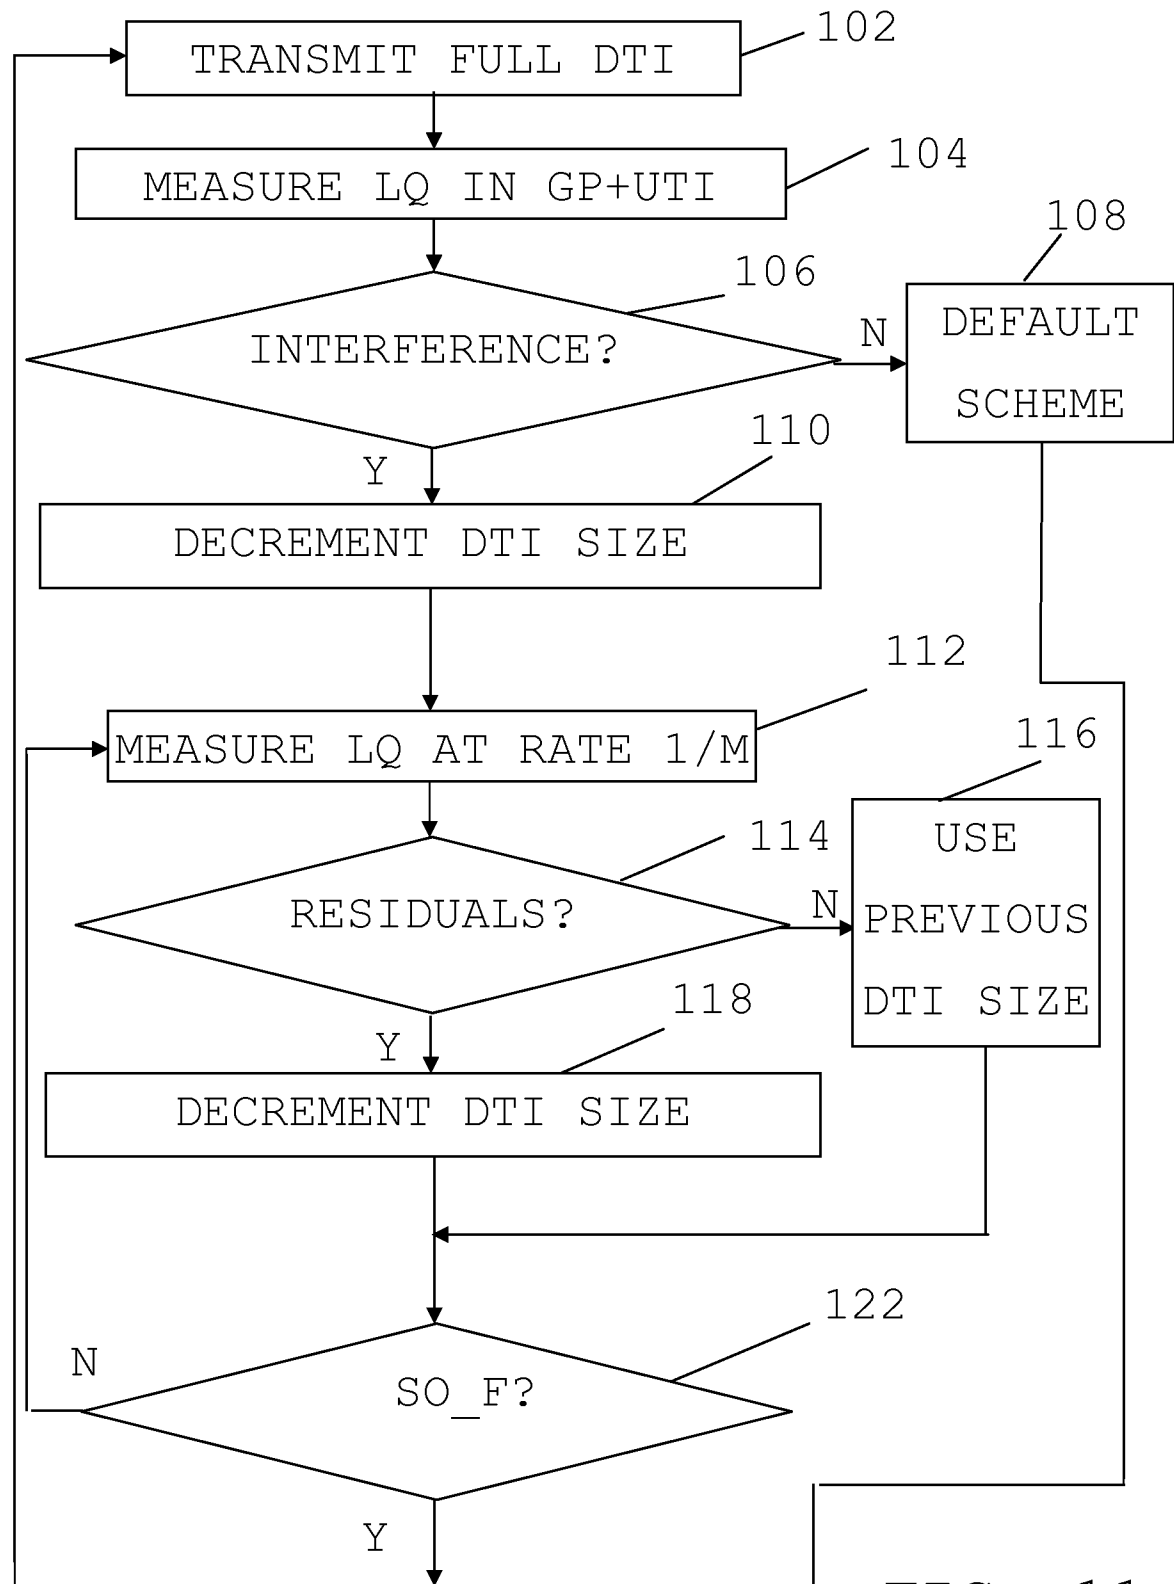 102
TRANSMIT FULL DTI
104
MEASURE LQ IN GP+UTI
108
106
INTERFERENCE?
N
DEFAULT
SCHEME
110
Y
DECREMENT DTI SIZE
112
MEASURE LQ AT RATE 1/M
116
114
RESIDUALS?
N
USE
PREVIOUS
DTI SIZE
118
Y
DECREMENT DTI SIZE
122
N
SO_F?
Y